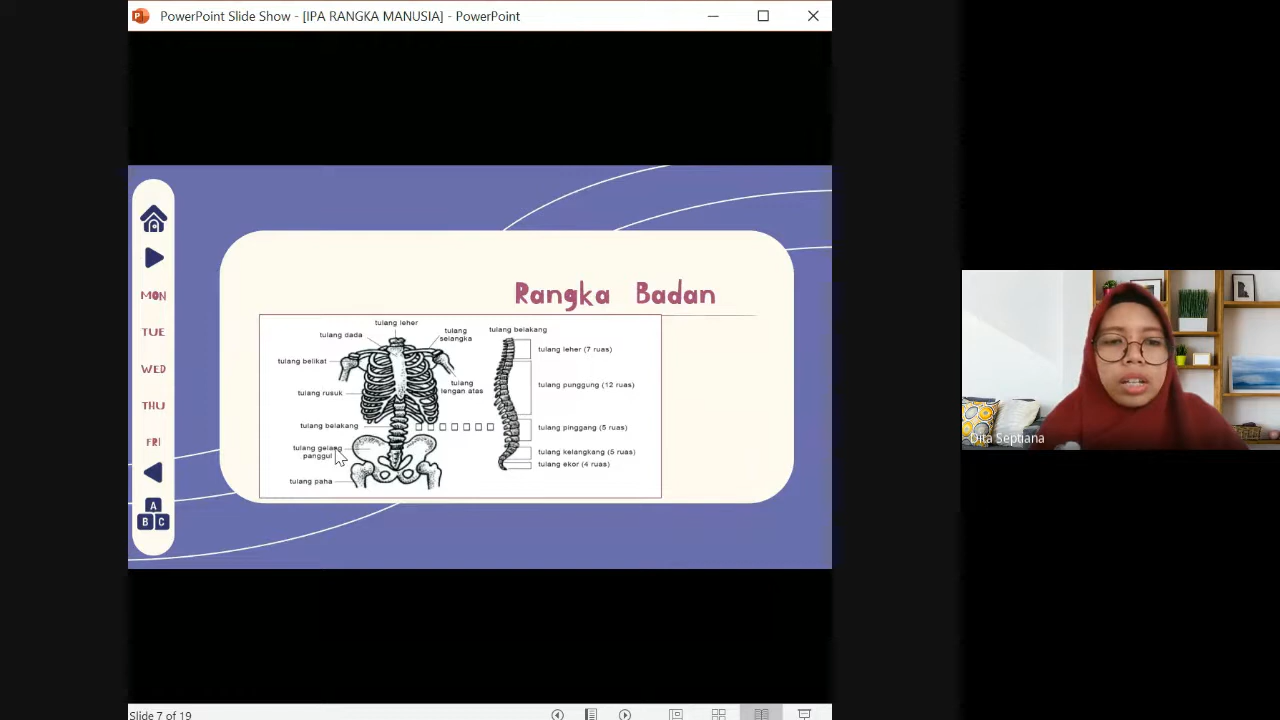 PowerPoint Slide Show - [IPA RANGKA MANUSIA] - PowerPoint
MON
TUE
WED
THU
FRI
A
B C
Rangka Badan
tulang leher
tulang dada
tulang
selangka
tulang belikat
tulang
lengan atas
tulang rusuk
tulang belakang
tulang gelang
panggul
tulang paha
tulang belakang
tulang leher (7 ruas)
tulang punggung (12 ruas)
tulang pinggang (5 ruas)
tulang kelangkang (5 ruas)
tulang ekor (4 ruas)
Dita Septiana
Slide 7 of 19